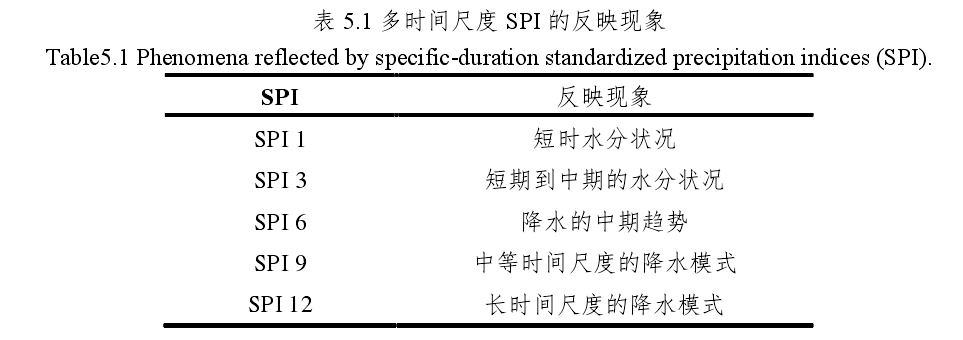 表 5.1 多时间尺度 SPI 的反映现象
Table5.1 Phenomena reflected by specific-duration standardized precipitation indices (SPI).
SPI 反映现象
SPI 1 短时水分状况
SPI 3 短期到中期的水分状况
SPI 6 降水的中期趋势
SPI 9 中等时间尺度的降水模式
SPI 12 长时间尺度的降水模式